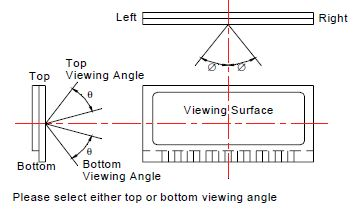 Left
Right
Top
Viewing Angle
Top
Ø Ø
θ
Viewing Surface
θ
Bottom
Bottom
Viewing Angle
Please select either top or bottom viewing angle